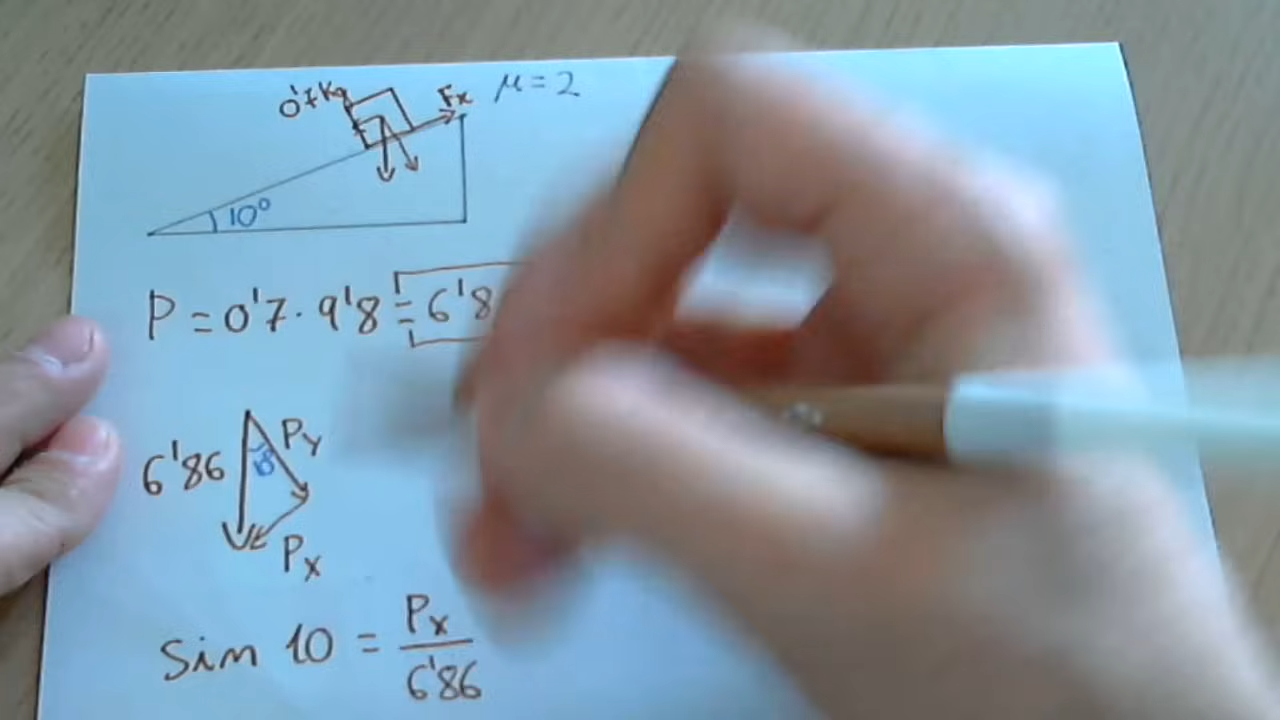 0'7 Kg Fx μ = 2
10°
P = 0'7 · 9'8 = 6'8
6'86 Py
10°
Px
Sin 10 = Px / 6'86